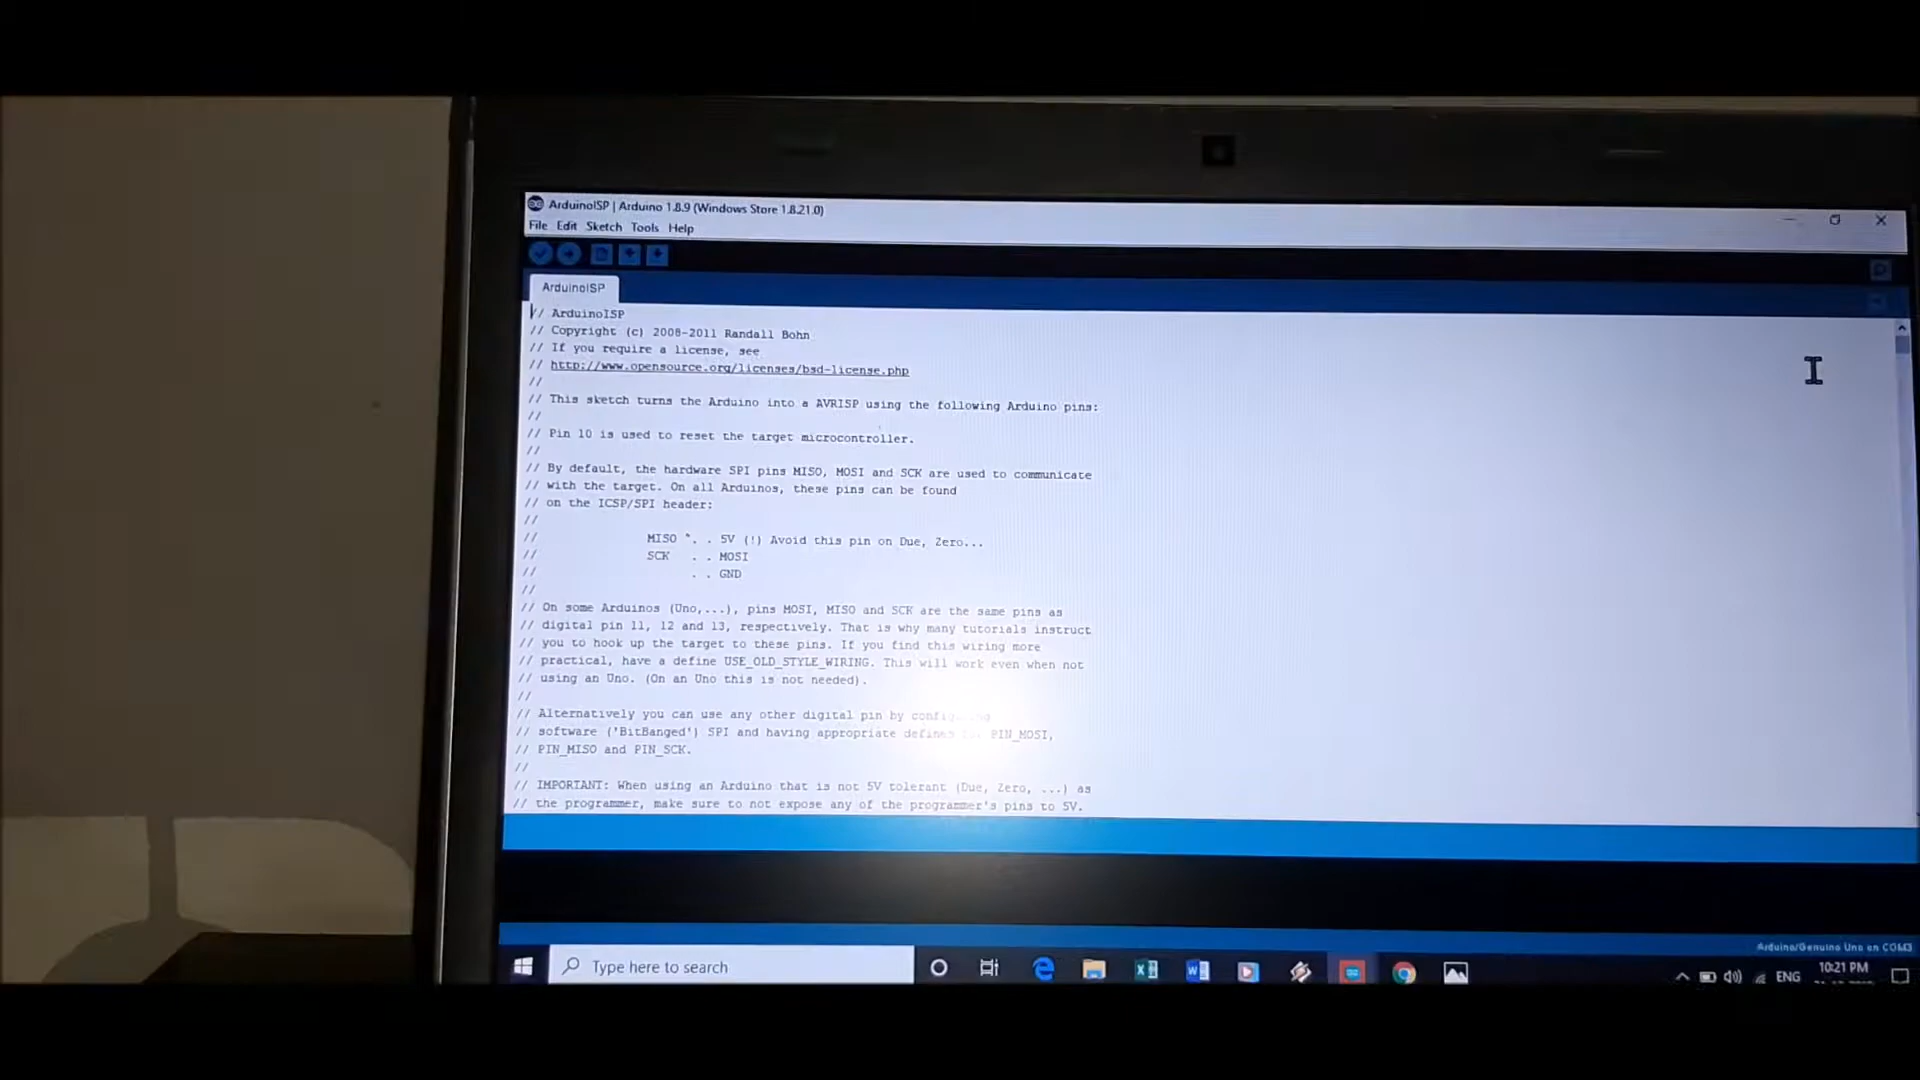 ArduinoISP | Arduino 1.8.9 (Windows Store 1.8.21.0)
File Edit Sketch Tools Help
ArduinoISP
// ArduinoISP
// Copyright (c) 2008-2011 Randall Bohn
// If you require a license, see
// http://www.opensource.org/licenses/bsd-license.php
//
// This sketch turns the Arduino into a AVRISP using the following Arduino pins:
//
// Pin 10 is used to reset the target microcontroller.
//
// By default, the hardware SPI pins MISO, MOSI and SCK are used to communicate
// with the target. On all Arduinos, these pins can be found
// on the ICSP/SPI header:
//
// MISO °. . 5V (!) Avoid this pin on Due, Zero...
// SCK . . MOSI
// . . GND
//
// On some Arduinos (Uno,...), pins MOSI, MISO and SCK are the same pins as
// digital pin 11, 12 and 13, respectively. That is why many tutorials instruct
// you to hook up the target to these pins. If you find this wiring more
// practical, have a define USE_OLD_STYLE_WIRING. This will work even when not
// using an Uno. (On an Uno this is not needed).
//
// Alternatively you can use any other digital pin by
// software ('BitBanged') SPI and having appropriate defines PIN_MOSI,
// PIN_MISO and PIN_SCK.
//
// IMPORTANT: When using an Arduino that is not 5V tolerant (Due, Zero, ...) as
// the programmer, make sure to not expose any of the programmer's pins to 5V.
Arduino/Genuino Uno on COM3
Type here to search
ENG
10:21 PM